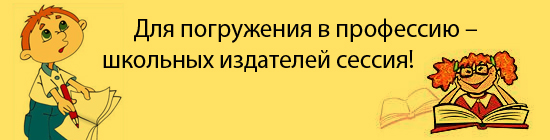 Для погружения в профессию –
школьных издателей сессия!